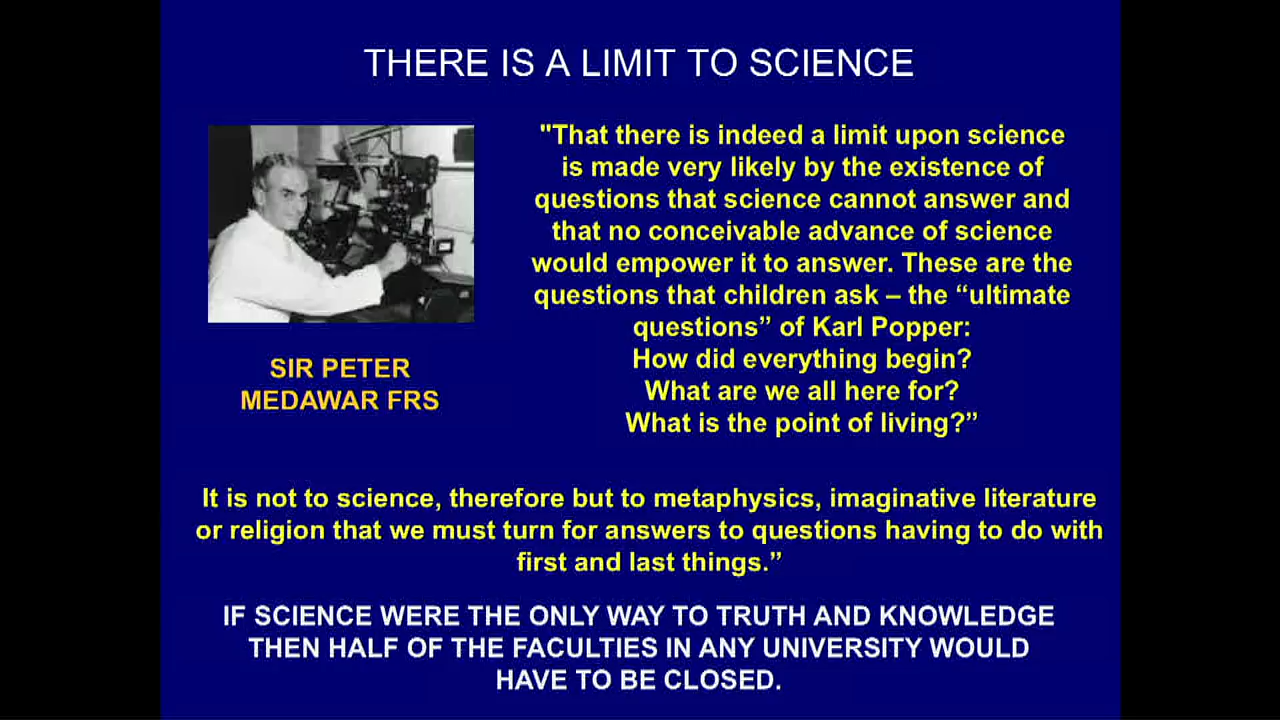 THERE IS A LIMIT TO SCIENCE
"That there is indeed a limit upon science
is made very likely by the existence of
questions that science cannot answer and
that no conceivable advance of science
would empower it to answer. These are the
questions that children ask – the “ultimate
questions” of Karl Popper:
How did everything begin?
What are we all here for?
What is the point of living?”
SIR PETER
MEDAWAR FRS
It is not to science, therefore but to metaphysics, imaginative literature
or religion that we must turn for answers to questions having to do with
first and last things.”
IF SCIENCE WERE THE ONLY WAY TO TRUTH AND KNOWLEDGE
THEN HALF OF THE FACULTIES IN ANY UNIVERSITY WOULD
HAVE TO BE CLOSED.